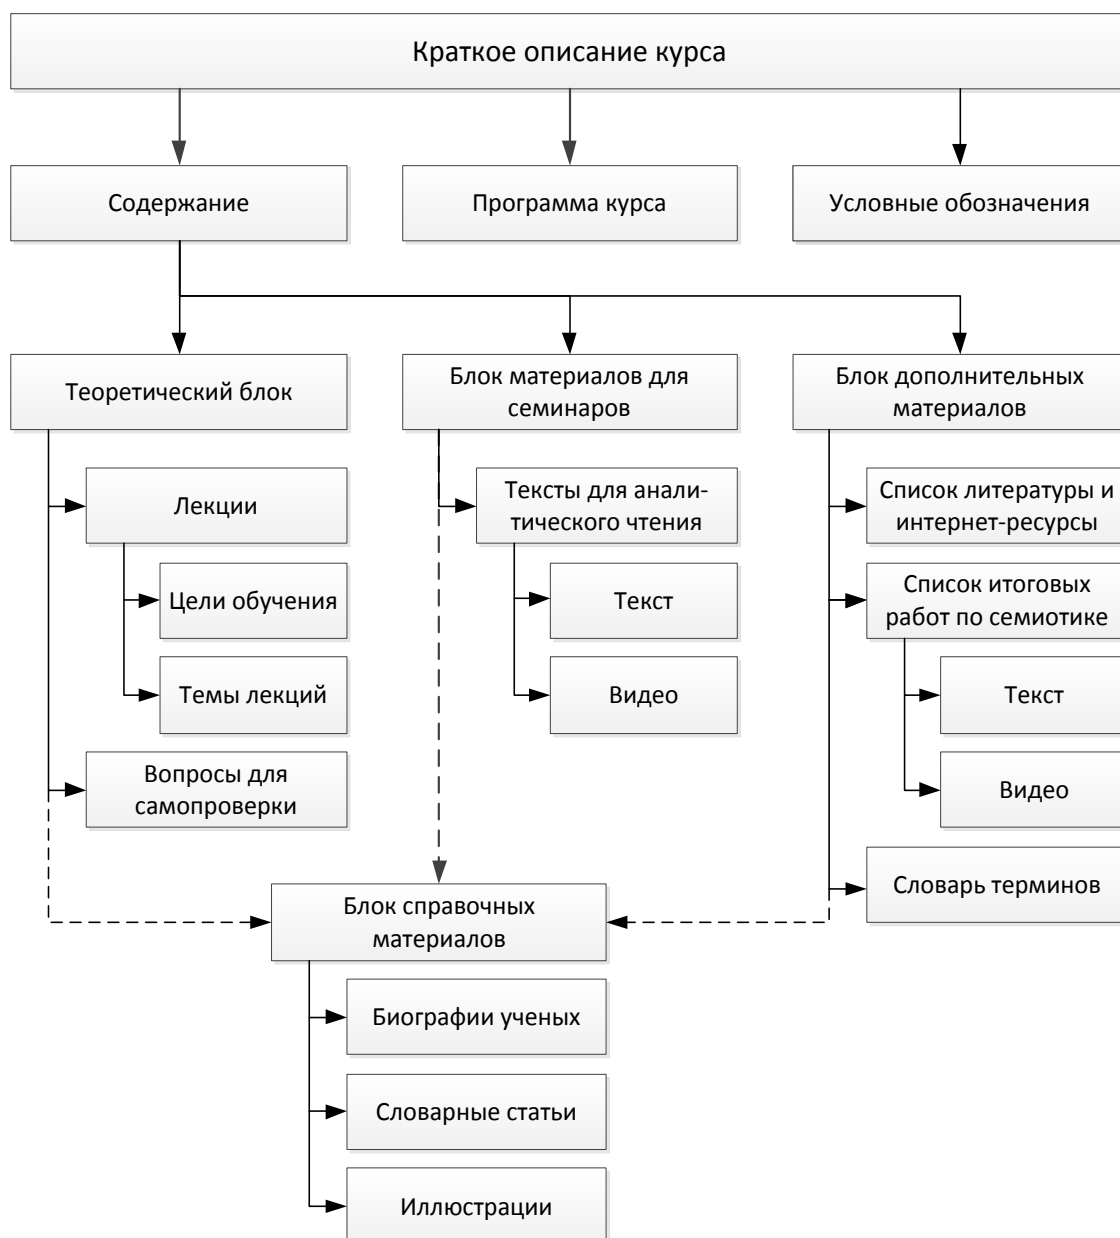 Краткое описание курса
Содержание
Программа курса
Условные обозначения
Теоретический блок
Блок материалов для
семинаров
Блок дополнительных
материалов
Лекции
Цели обучения
Темы лекций
Вопросы для
самопроверки
Тексты для анали-
тического чтения
Текст
Видео
Список литературы и
интернет-ресурсы
Список итоговых
работ по семиотике
Текст
Видео
Словарь терминов
Блок справочных
материалов
Биографии ученых
Словарные статьи
Иллюстрации